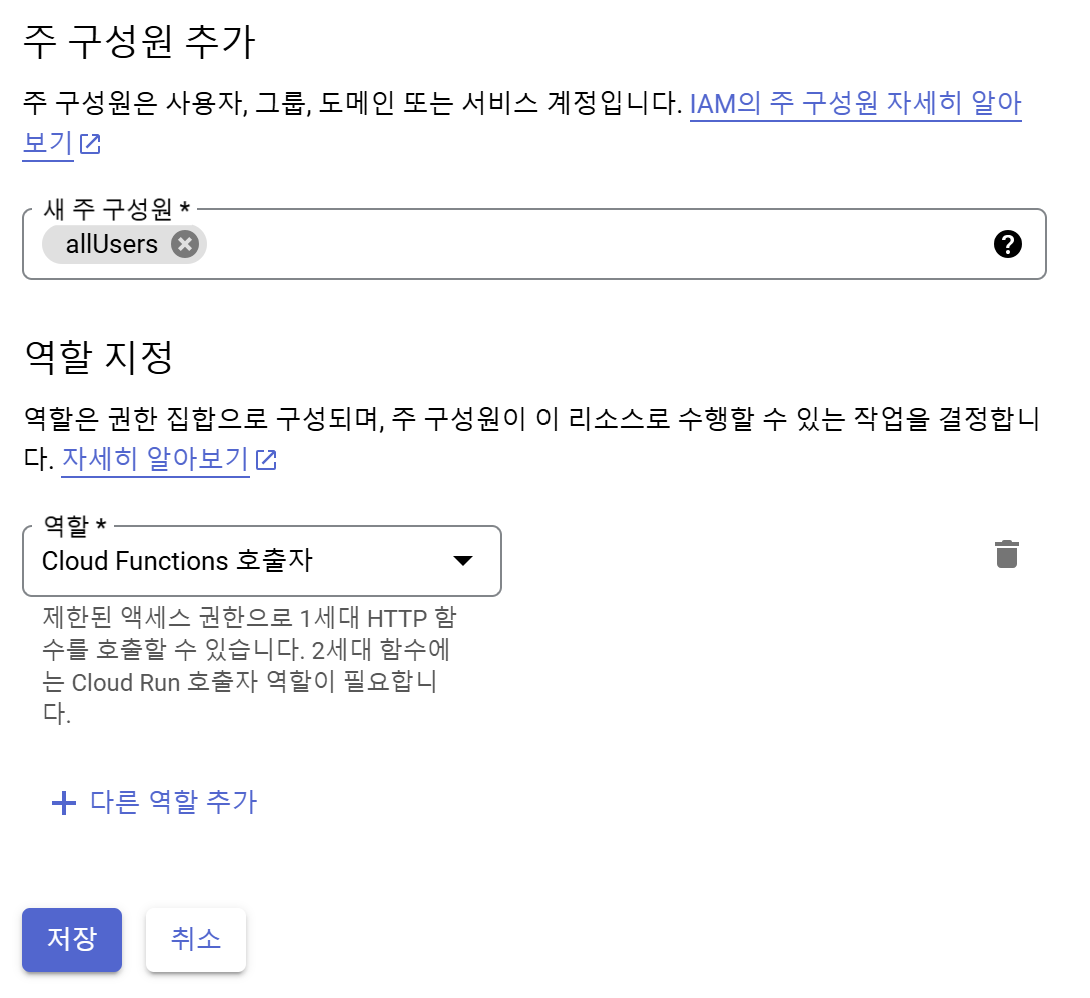 주 구성원 추가
주 구성원은 사용자, 그룹, 도메인 또는 서비스 계정입니다. IAM의 주 구성원 자세히 알아
보기
새 주 구성원 *
allUsers
역할 지정
역할은 권한 집합으로 구성되며, 주 구성원이 이 리소스로 수행할 수 있는 작업을 결정합니
다. 자세히 알아보기
역할 *
Cloud Functions 호출자
제한된 액세스 권한으로 1세대 HTTP 함
수를 호출할 수 있습니다. 2세대 함수에
는 Cloud Run 호출자 역할이 필요합니
다.
다른 역할 추가
저장 취소